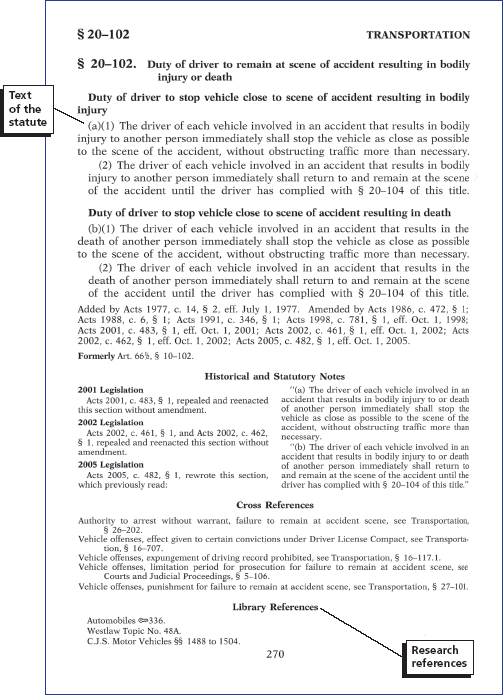 § 20–102 TRANSPORTATION
§ 20–102. Duty of driver to remain at scene of accident resulting in bodily
injury or death
Text
of the
statute
Duty of driver to stop vehicle close to scene of accident resulting in bodily
injury
(a)(1) The driver of each vehicle involved in an accident that results in bodily
injury to another person immediately shall stop the vehicle as close as possible
to the scene of the accident, without obstructing traffic more than necessary.
(2) The driver of each vehicle involved in an accident that results in bodily
injury to another person immediately shall return to and remain at the scene
of the accident until the driver has complied with § 20–104 of this title.
Duty of driver to stop vehicle close to scene of accident resulting in death
(b)(1) The driver of each vehicle involved in an accident that results in the
death of another person immediately shall stop the vehicle as close as possible
to the scene of the accident, without obstructing traffic more than necessary.
(2) The driver of each vehicle involved in an accident that results in the
death of another person immediately shall return to and remain at the scene
of the accident until the driver has complied with § 20–104 of this title.
Added by Acts 1977, c. 14, § 2, eff. July 1, 1977. Amended by Acts 1986, c. 472, § 1;
Acts 1988, c. 6, § 1; Acts 1991, c. 346, § 1; Acts 1998, c. 781, § 1, eff. Oct. 1, 1998;
Acts 2001, c. 483, § 1, eff. Oct. 1, 2001; Acts 2002, c. 461, § 1, eff. Oct. 1, 2002; Acts
2002, c. 462, § 1, eff. Oct. 1, 2002; Acts 2005, c. 482, § 1, eff. Oct. 1, 2005.
Formerly Art. 66½, § 10–102.
Historical and Statutory Notes
2001 Legislation
Acts 2001, c. 483, § 1, repealed and reenacted
this section without amendment.
2002 Legislation
Acts 2002, c. 461, § 1, and Acts 2002, c. 462,
§ 1, repealed and reenacted this section without
amendment.
2005 Legislation
Acts 2005, c. 482, § 1, rewrote this section,
which previously read:
"(a) The driver of each vehicle involved in an
accident that results in bodily injury to or death
of another person immediately shall stop the
vehicle as close as possible to the scene of the
accident, without obstructing traffic more than
necessary.
"(b) The driver of each vehicle involved in an
accident that results in bodily injury to or death
of another person immediately shall return to
and remain at the scene of the accident until the
driver has complied with § 20–104 of this title."
Cross References
Authority to arrest without warrant, failure to remain at accident scene, see Transportation,
§ 26–202.
Vehicle offenses, effect given to certain convictions under Driver License Compact, see Transporta-
tion, § 16–707.
Vehicle offenses, expungement of driving record prohibited, see Transportation, § 16–117.1.
Vehicle offenses, limitation period for prosecution for failure to remain at accident scene, see
Courts and Judicial Proceedings, § 5–106.
Vehicle offenses, punishment for failure to remain at accident scene, see Transportation, § 27–101.
Library References
Automobiles ⚷336.
Westlaw Topic No. 48A.
C.J.S. Motor Vehicles §§ 1488 to 1504.
270
Research
references